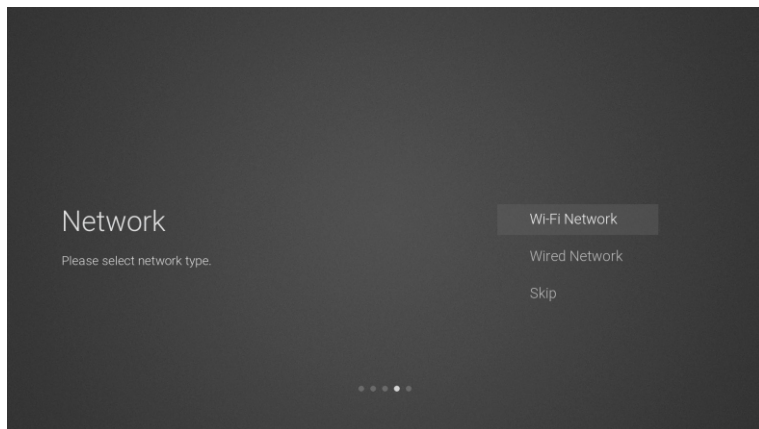 Network
Please select network type.
Wi-Fi Network
Wired Network
Skip